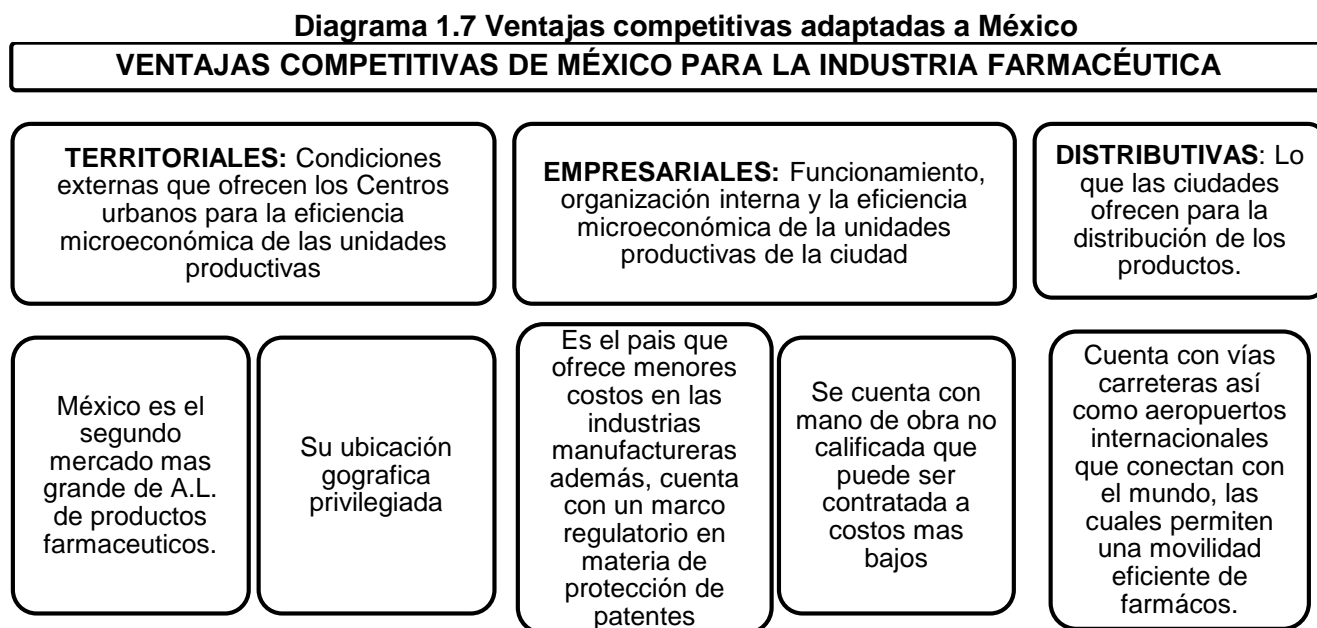 Diagrama 1.7 Ventajas competitivas adaptadas a México
VENTAJAS COMPETITIVAS DE MÉXICO PARA LA INDUSTRIA FARMACÉUTICA
TERRITORIALES: Condiciones
externas que ofrecen los Centros
urbanos para la eficiencia
microeconómica de las unidades
productivas
EMPRESARIALES: Funcionamiento,
organización interna y la eficiencia
microeconómica de la unidades
productivas de la ciudad
DISTRIBUTIVAS: Lo
que las ciudades
ofrecen para la
distribución de los
productos.
México es el
segundo
mercado mas
grande de A.L.
de productos
farmaceuticos.
Su ubicación
gografica
privilegiada
Es el pais que
ofrece menores
costos en las
industrias
manufactureras
además, cuenta
con un marco
regulatorio en
materia de
protección de
patentes
Se cuenta con
mano de obra no
calificada que
puede ser
contratada a
costos mas
bajos
Cuenta con vías
carreteras así
como aeropuertos
internacionales
que conectan con
el mundo, las
cuales permiten
una movilidad
eficiente de
farmácos.